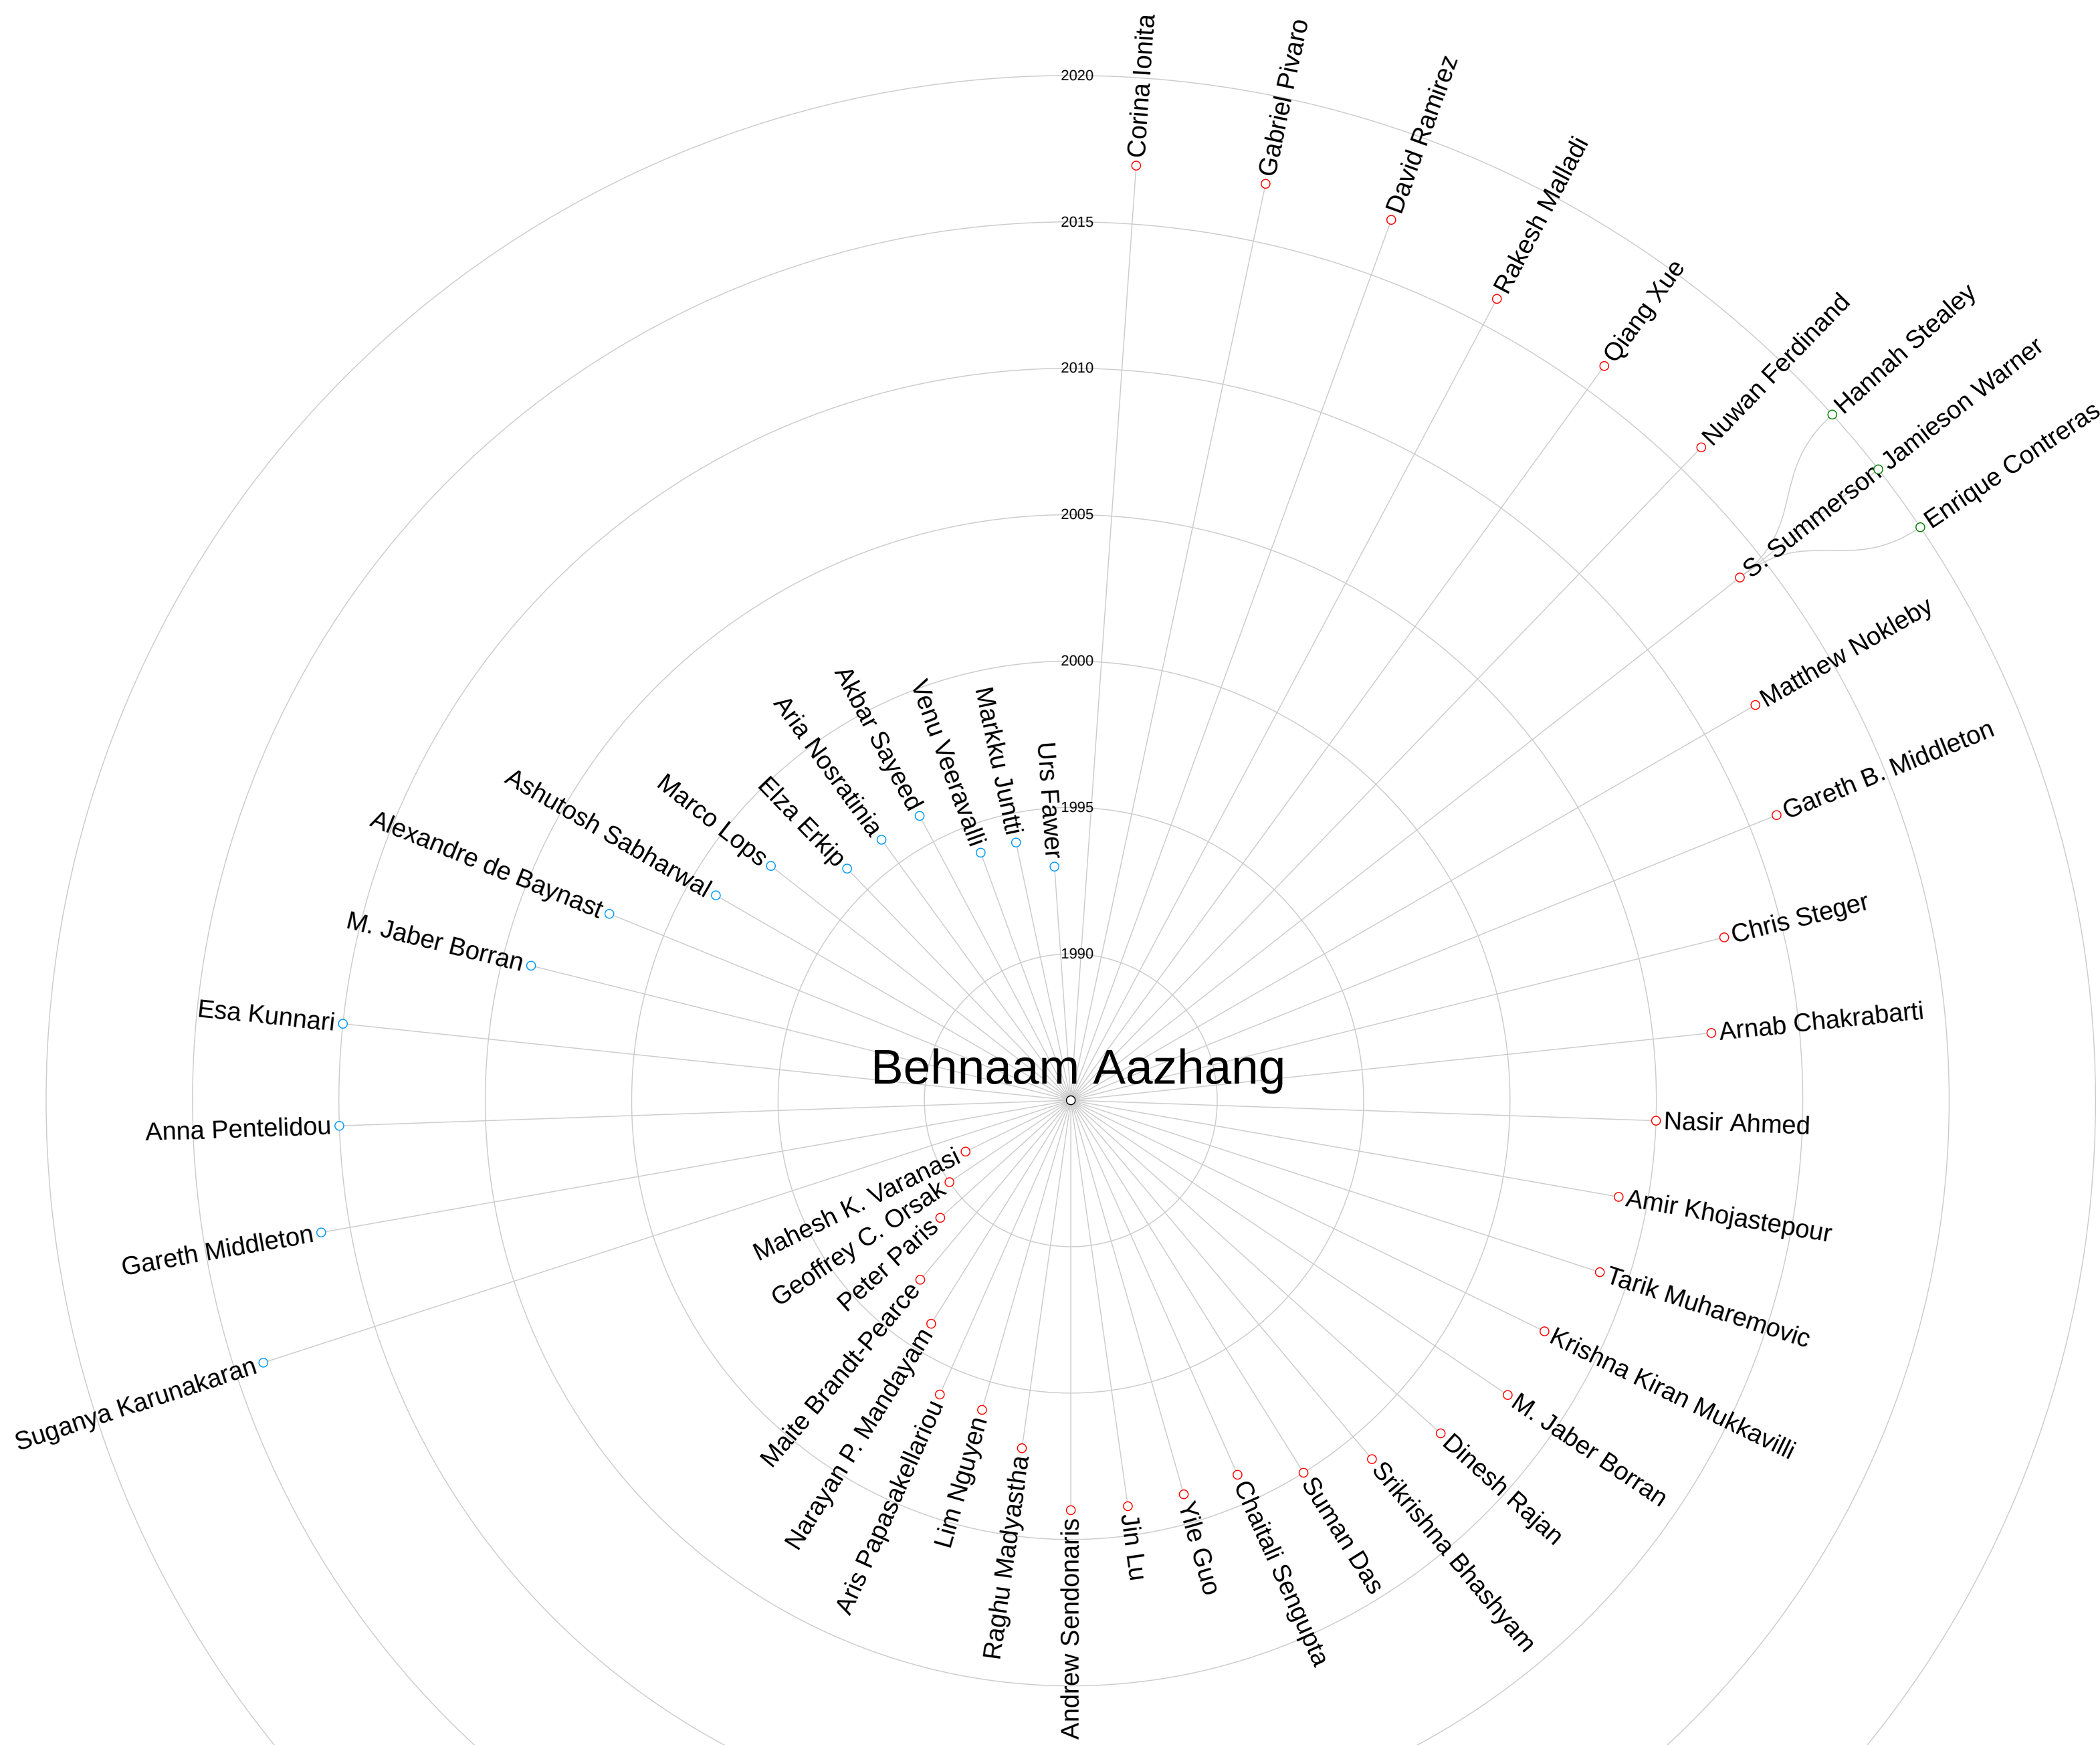 2020
2015
2010
2005
2000
1995
1990
Behnaam Aazhang
Corina Ionita
Gabriel Pivaro
David Ramirez
Rakesh Malladi
Qiang Xue
Nuwan Ferdinand
Hannah Stealey
Jamieson Warner
Enrique Contreras
S. Summerson
Matthew Nokleby
Gareth B. Middleton
Chris Steger
Arnab Chakrabarti
Nasir Ahmed
Amir Khojastepour
Tarik Muharemovic
Krishna Kiran Mukkavilli
M. Jaber Borran
Dinesh Rajan
Srikrishna Bhashyam
Suman Das
Chaitali Sengupta
Yile Guo
Jin Lu
Andrew Sendonaris
Raghu Madyastha
Lim Nguyen
Aris Papasakellariou
Narayan P. Mandayam
Maite Brandt-Pearce
Peter Paris
Geoffrey C. Orsak
Mahesh K. Varanasi
Suganya Karunakaran
Gareth Middleton
Anna Pentelidou
Esa Kunnari
M. Jaber Borran
Alexandre de Baynast
Ashutosh Sabharwal
Marco Lops
Elza Erkip
Aria Nosratinia
Akbar Sayeed
Venu Veeravalli
Markku Juntti
Urs Fawer